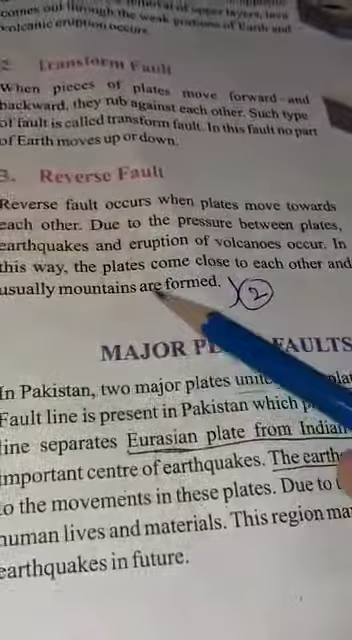 comes out through the weak portions of Earth and
volcanic eruption occurs.
2. Transform Fault
When pieces of plates move forward and
backward, they rub against each other. Such type
of fault is called transform fault. In this fault no part
of Earth moves up or down.
3. Reverse Fault
Reverse fault occurs when plates move towards
each other. Due to the pressure between plates,
earthquakes and eruption of volcanoes occur. In
this way, the plates come close to each other and
usually mountains are formed.
2
MAJOR FAULTS
In Pakistan, two major plates unite
Fault line is present in Pakistan which
line separates Eurasian plate from Indian
important centre of earthquakes. The
to the movements in these plates. Due to
human lives and materials. This region
earthquakes in future.